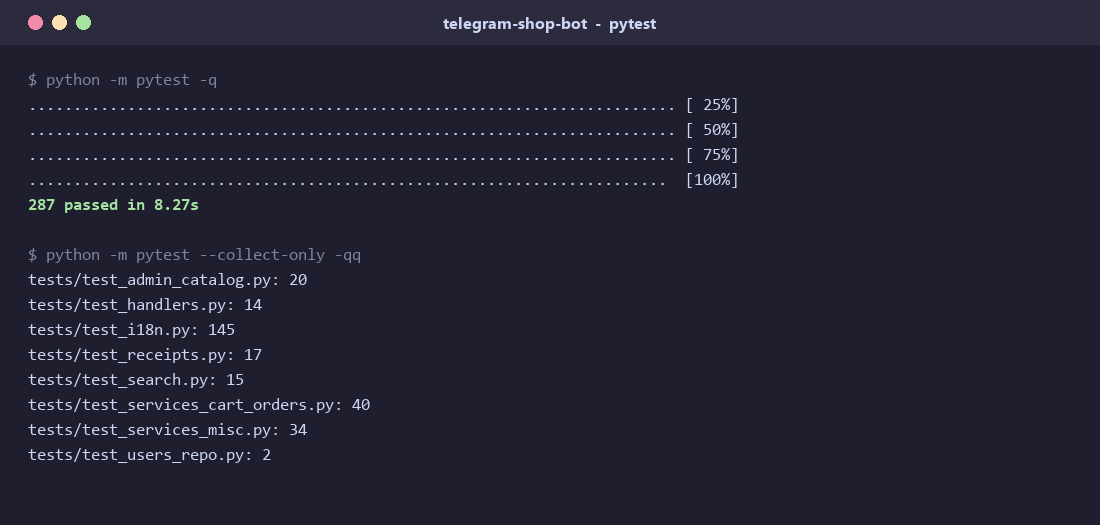 telegram-shop-bot - pytest
$ python -m pytest -q
........................................................................ [ 25%]
........................................................................ [ 50%]
........................................................................ [ 75%]
.......................................................................  [100%]
287 passed in 8.27s
$ python -m pytest --collect-only -qq
tests/test_admin_catalog.py: 20
tests/test_handlers.py: 14
tests/test_i18n.py: 145
tests/test_receipts.py: 17
tests/test_search.py: 15
tests/test_services_cart_orders.py: 40
tests/test_services_misc.py: 34
tests/test_users_repo.py: 2